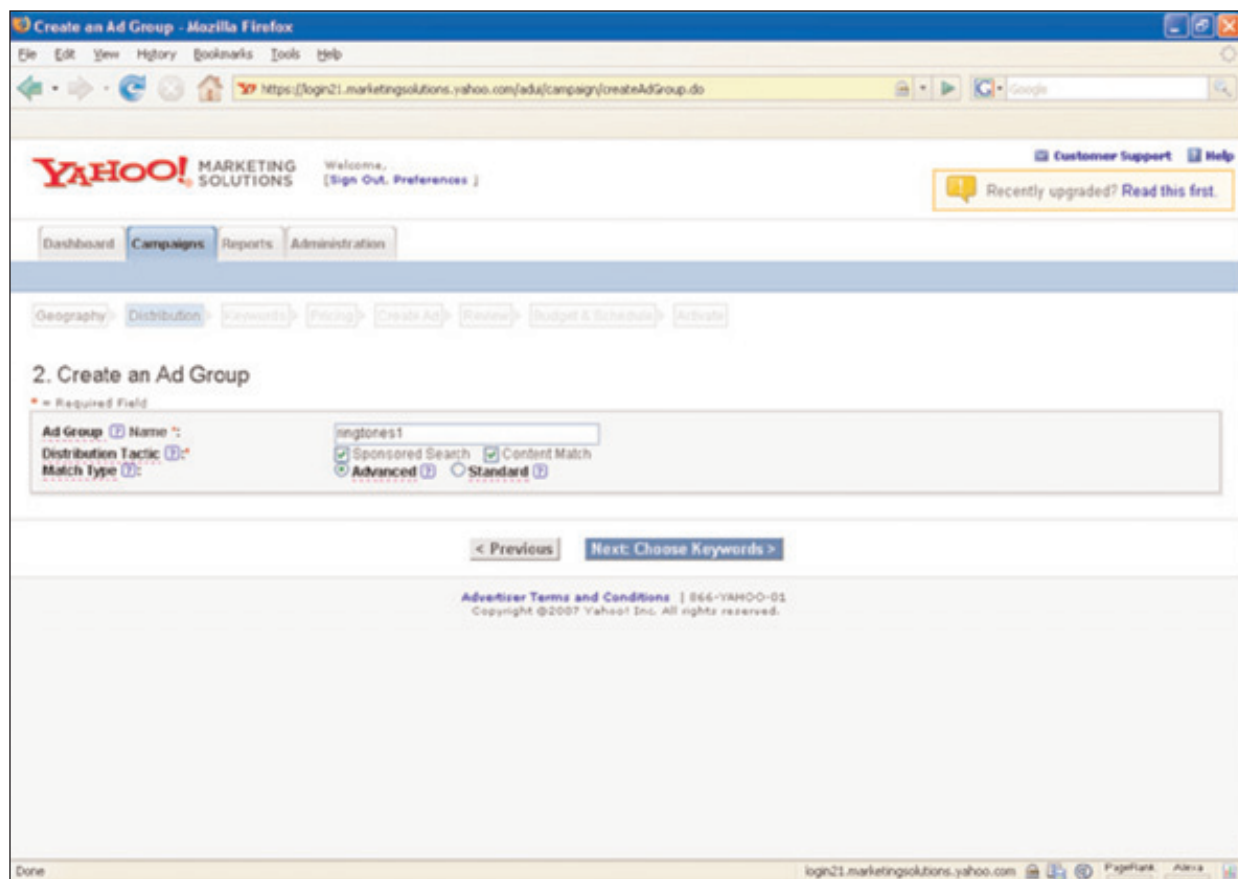 Create an Ad Group - Mozilla Firefox
File Edit View History Bookmarks Tools Help
https://login21.marketingsolutions.yahoo.com/adui/campaign/createAdGroup.do Google
YAHOO! MARKETING SOLUTIONS
Welcome,
[Sign Out, Preferences ]
Customer Support Help
Recently upgraded? Read this first.
Dashboard Campaigns Reports Administration
Geography Distribution Keywords Pricing Create Ad Review Budget & Schedule Activate
2. Create an Ad Group
* = Required Field
Ad Group ? Name *: ringtones1
Distribution Tactic ?:* Sponsored Search Content Match
Match Type ?: Advanced ? Standard ?
< Previous Next: Choose Keywords >
Advertiser Terms and Conditions | 866-YAHOO-01
Copyright ©2007 Yahoo! Inc. All rights reserved.
Done login21.marketingsolutions.yahoo.com PageRank Alexa